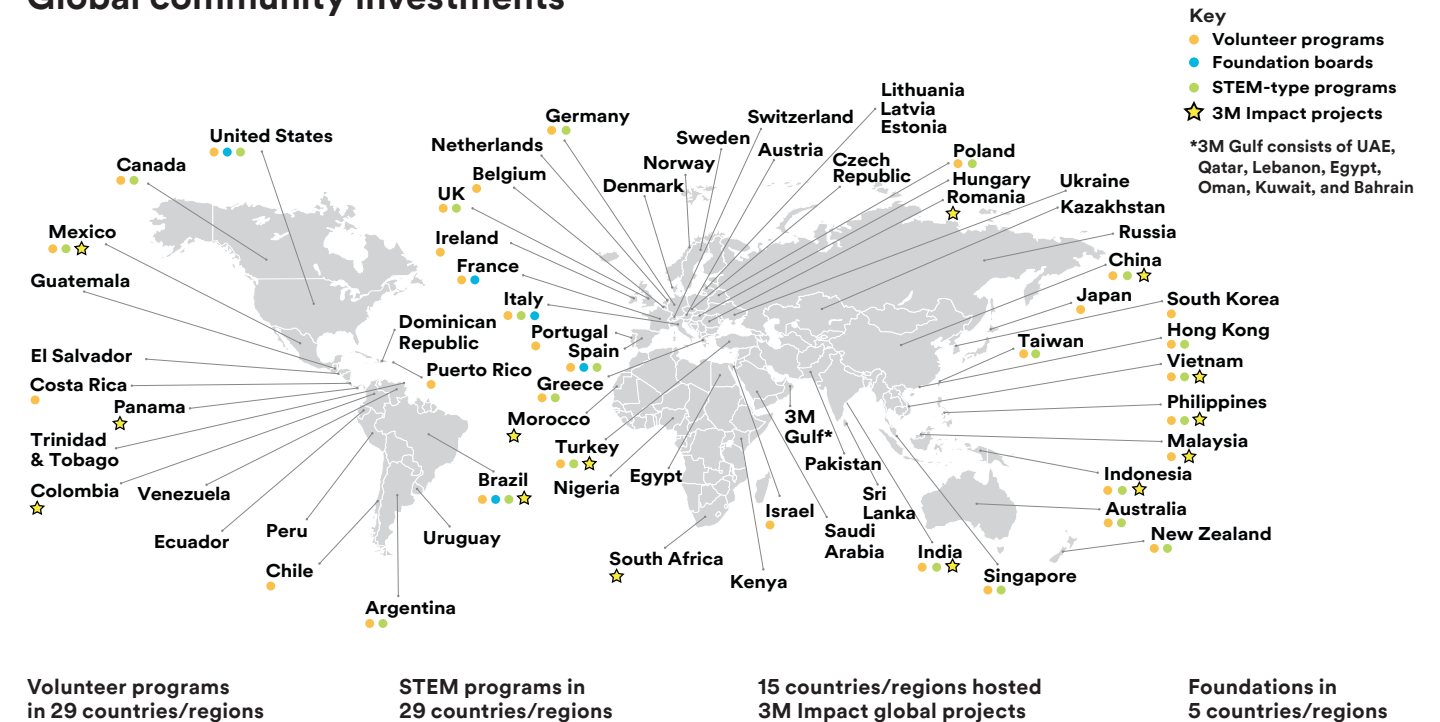 Global community investments
Key
Volunteer programs
Foundation boards
STEM-type programs
3M Impact projects
*3M Gulf consists of UAE,
Qatar, Lebanon, Egypt,
Oman, Kuwait, and Bahrain
United States
Canada
Mexico
Guatemala
El Salvador
Costa Rica
Panama
Trinidad
& Tobago
Colombia
Venezuela
Ecuador
Peru
Chile
Argentina
Uruguay
Brazil
Dominican
Republic
Puerto Rico
Germany
Netherlands
Belgium
UK
Ireland
France
Italy
Portugal
Spain
Greece
Morocco
Turkey
Nigeria
Egypt
South Africa
Kenya
Israel
Saudi
Arabia
3M
Gulf*
Pakistan
Sri
Lanka
India
Singapore
Denmark
Norway
Sweden
Switzerland
Austria
Lithuania
Latvia
Estonia
Czech
Republic
Poland
Hungary
Romania
Ukraine
Kazakhstan
Russia
China
Japan
South Korea
Taiwan
Hong Kong
Vietnam
Philippines
Malaysia
Indonesia
Australia
New Zealand
Volunteer programs
in 29 countries/regions
STEM programs in
29 countries/regions
15 countries/regions hosted
3M Impact global projects
Foundations in
5 countries/regions